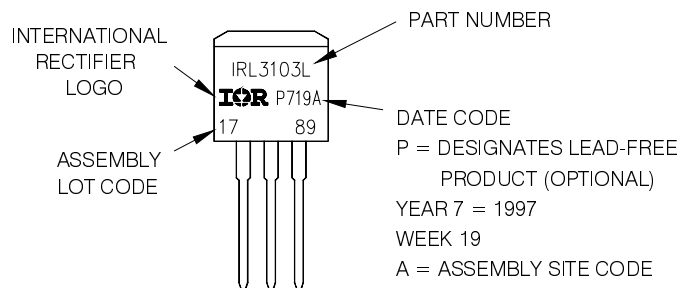 INTERNATIONAL
RECTIFIER
LOGO
ASSEMBLY
LOT CODE
IRL3103L
IOR P719A
17 89
PART NUMBER
DATE CODE
P = DESIGNATES LEAD-FREE
PRODUCT (OPTIONAL)
YEAR 7 = 1997
WEEK 19
A = ASSEMBLY SITE CODE